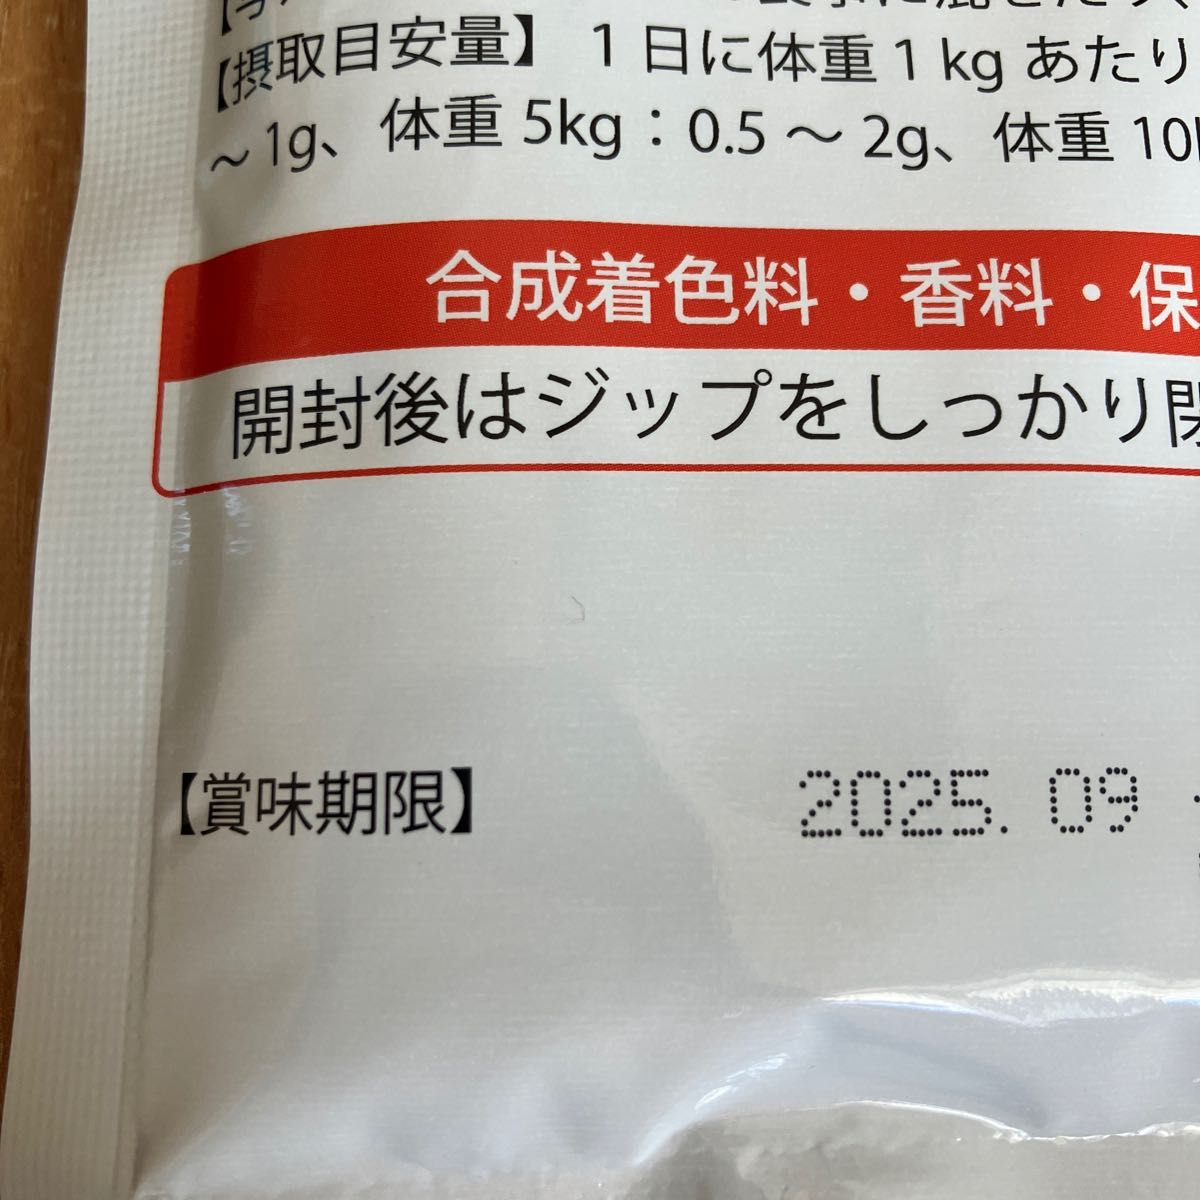 【摂取目安量】 1日に体重1kgあたり
～1g、体重5kg：0.5～2g、体重10
合成着色料・香料・保
開封後はジップをしっかり閉
【賞味期限】 2025.09